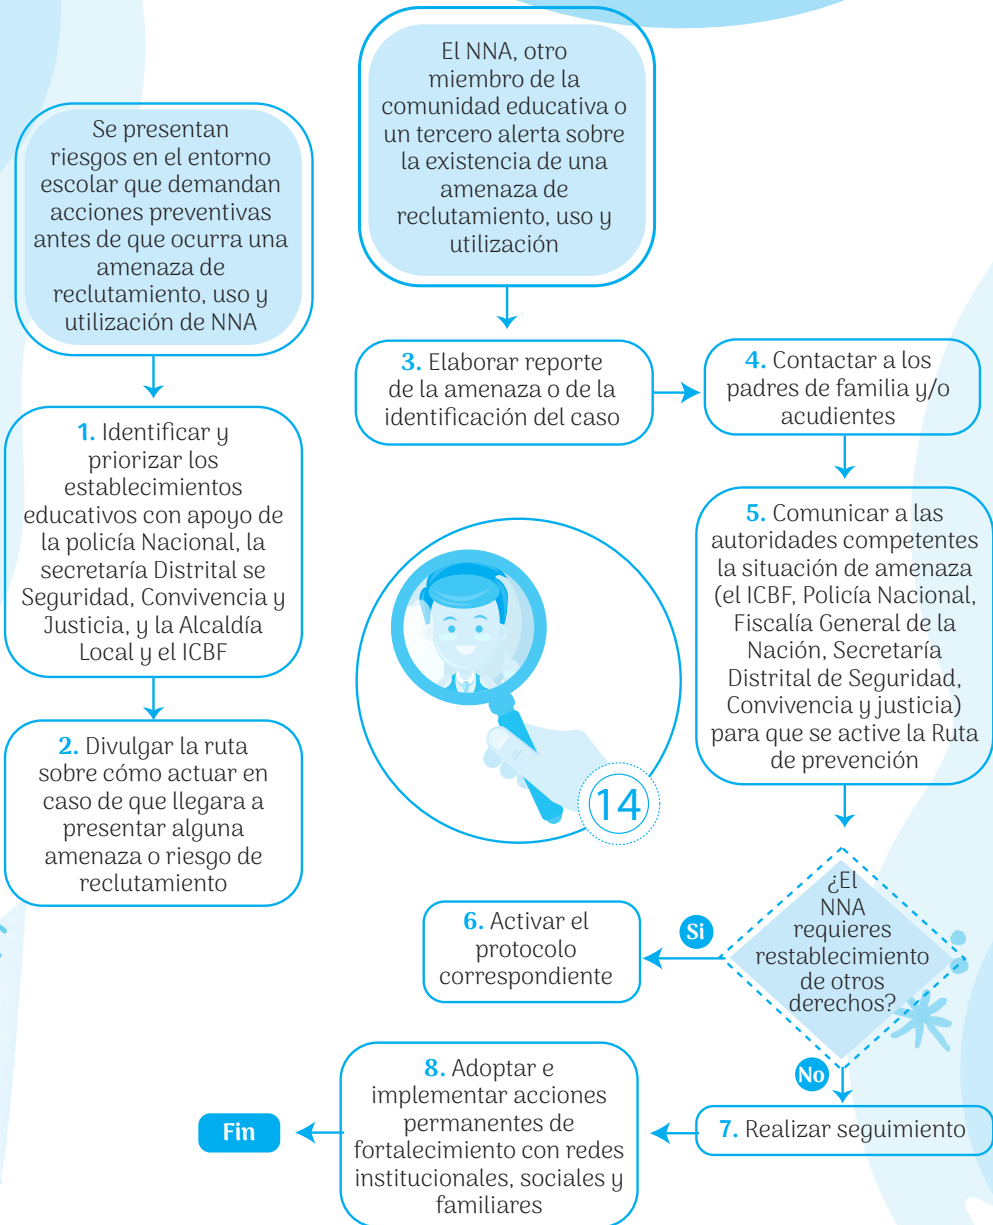 Se presentan
riesgos en el entorno
escolar que demandan
acciones preventivas
antes de que ocurra una
amenaza de
reclutamiento, uso y
utilización de NNA
1. Identificar y
priorizar los
establecimientos
educativos con apoyo de
la policía Nacional, la
secretaría Distrital se
Seguridad, Convivencia y
Justicia, y la Alcaldía
Local y el ICBF
2. Divulgar la ruta
sobre cómo actuar en
caso de que llegara a
presentar alguna
amenaza o riesgo de
reclutamiento
El NNA, otro
miembro de la
comunidad educativa o
un tercero alerta sobre
la existencia de una
amenaza de
reclutamiento, uso y
utilización
3. Elaborar reporte
de la amenaza o de la
identificación del caso
4. Contactar a los
padres de familia y/o
acudientes
5. Comunicar a las
autoridades competentes
la situación de amenaza
(el ICBF, Policía Nacional,
Fiscalía General de la
Nación, Secretaría
Distrital de Seguridad,
Convivencia y justicia)
para que se active la Ruta
de prevención
14
¿El
NNA
requieres
restablecimiento
de otros
derechos?
Si
6. Activar el
protocolo
correspondiente
No
7. Realizar seguimiento
8. Adoptar e
implementar acciones
permanentes de
fortalecimiento con redes
institucionales, sociales y
familiares
Fin